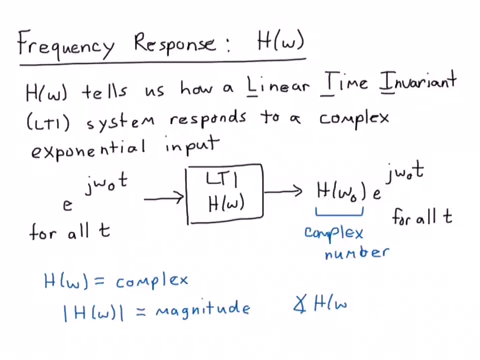 Frequency Response: H(ω)
H(ω) tells us how a Linear Time Invariant
(LTI) system responds to a complex
exponential input
e^{jω₀t} → LTI H(ω) → H(ω₀) e^{jω₀t}
for all t
for all t
complex
number
H(ω) = complex
|H(ω)| = magnitude ∡H(ω